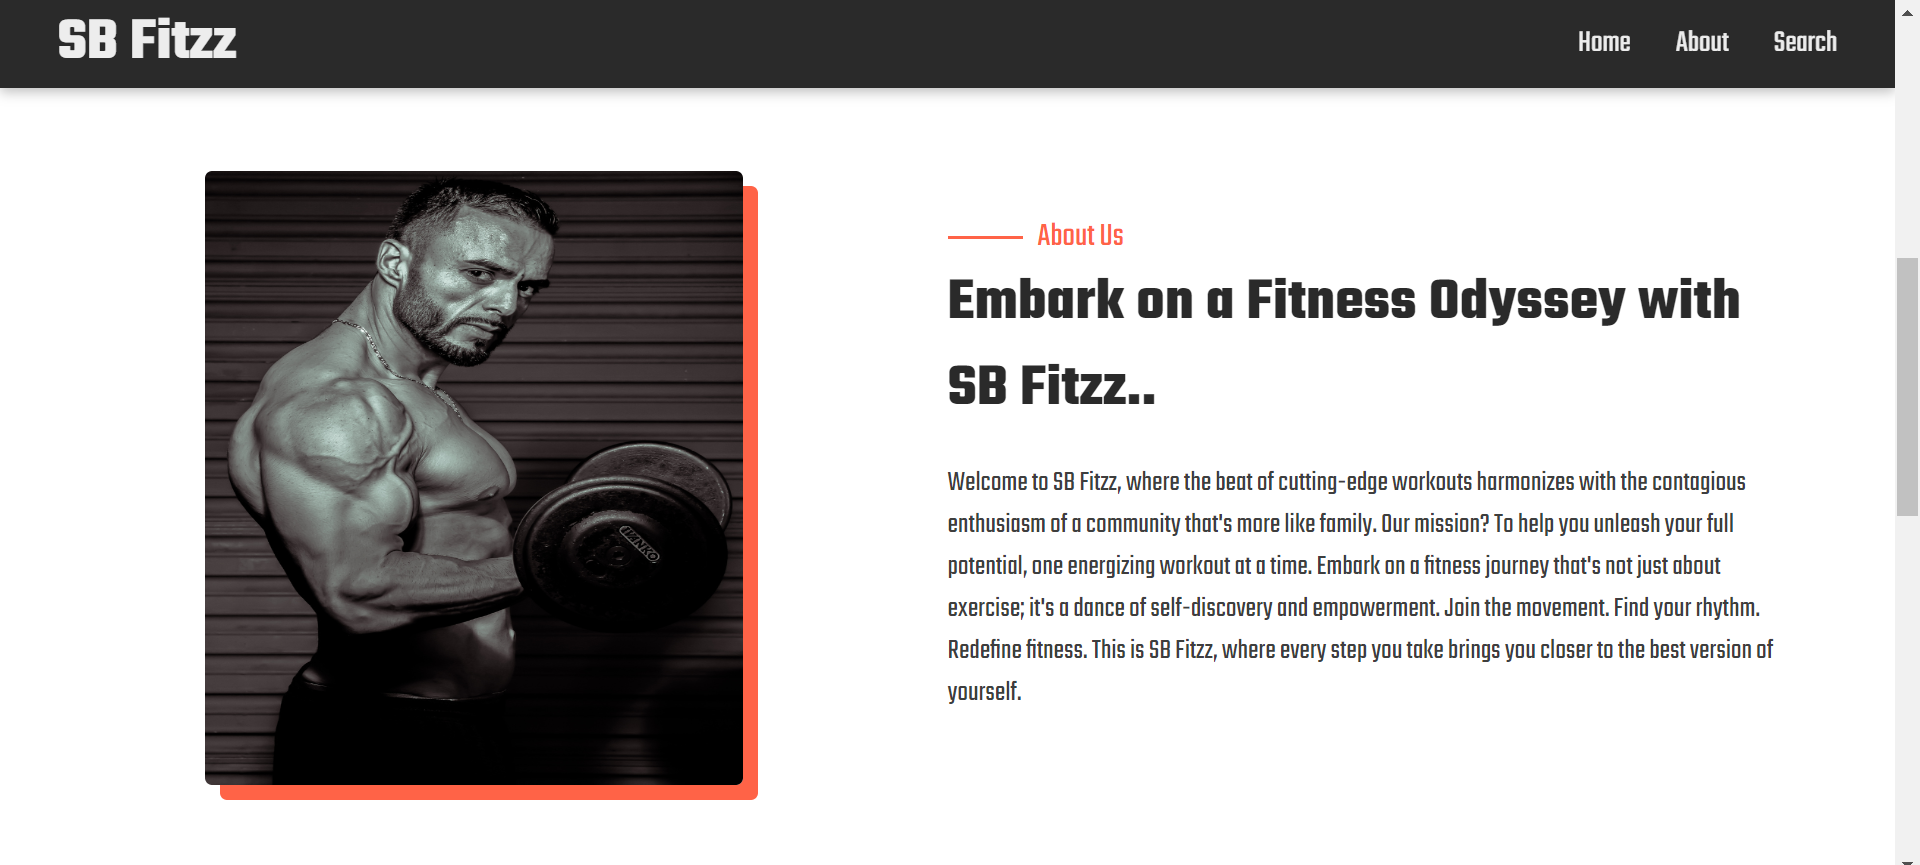 SB Fitzz
Home About Search
About Us
Embark on a Fitness Odyssey with
SB Fitzz..
Welcome to SB Fitzz, where the beat of cutting-edge workouts harmonizes with the contagious
enthusiasm of a community that's more like family. Our mission? To help you unleash your full
potential, one energizing workout at a time. Embark on a fitness journey that's not just about
exercise; it's a dance of self-discovery and empowerment. Join the movement. Find your rhythm.
Redefine fitness. This is SB Fitzz, where every step you take brings you closer to the best version of
yourself.